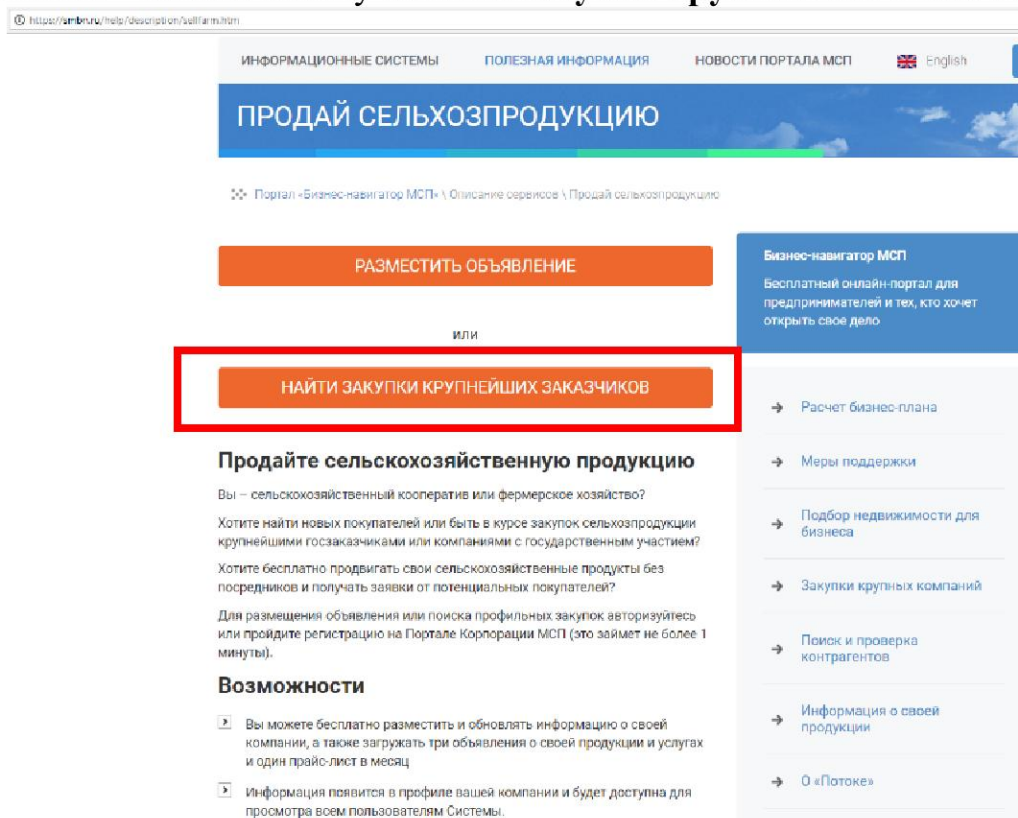 https://smbn.ru/help/description/sellfarm.htm
ИНФОРМАЦИОННЫЕ СИСТЕМЫ ПОЛЕЗНАЯ ИНФОРМАЦИЯ НОВОСТИ ПОРТАЛА МСП English
ПРОДАЙ СЕЛЬХОЗПРОДУКЦИЮ
Портал «Бизнес-навигатор МСП» \ Описание сервисов \ Продай сельхозпродукцию
РАЗМЕСТИТЬ ОБЪЯВЛЕНИЕ
или
НАЙТИ ЗАКУПКИ КРУПНЕЙШИХ ЗАКАЗЧИКОВ
Продайте сельскохозяйственную продукцию
Вы – сельскохозяйственный кооператив или фермерское хозяйство?
Хотите найти новых покупателей или быть в курсе закупок сельхозпродукции
крупнейшими госзаказчиками или компаниями с государственным участием?
Хотите бесплатно продвигать свои сельскохозяйственные продукты без
посредников и получать заявки от потенциальных покупателей?
Для размещения объявления или поиска профильных закупок авторизуйтесь
или пройдите регистрацию на Портале Корпорации МСП (это займет не более 1
минуты).
Возможности
Вы можете бесплатно разместить и обновлять информацию о своей
компании, а также загружать три объявления о своей продукции и услугах
и один прайс-лист в месяц
Информация появится в профиле вашей компании и будет доступна для
просмотра всем пользователям Системы.
Бизнес-навигатор МСП
Бесплатный онлайн-портал для
предпринимателей и тех, кто хочет
открыть свое дело
Расчет бизнес-плана
Меры поддержки
Подбор недвижимости для
бизнеса
Закупки крупных компаний
Поиск и проверка
контрагентов
Информация о своей
продукции
О «Потоке»